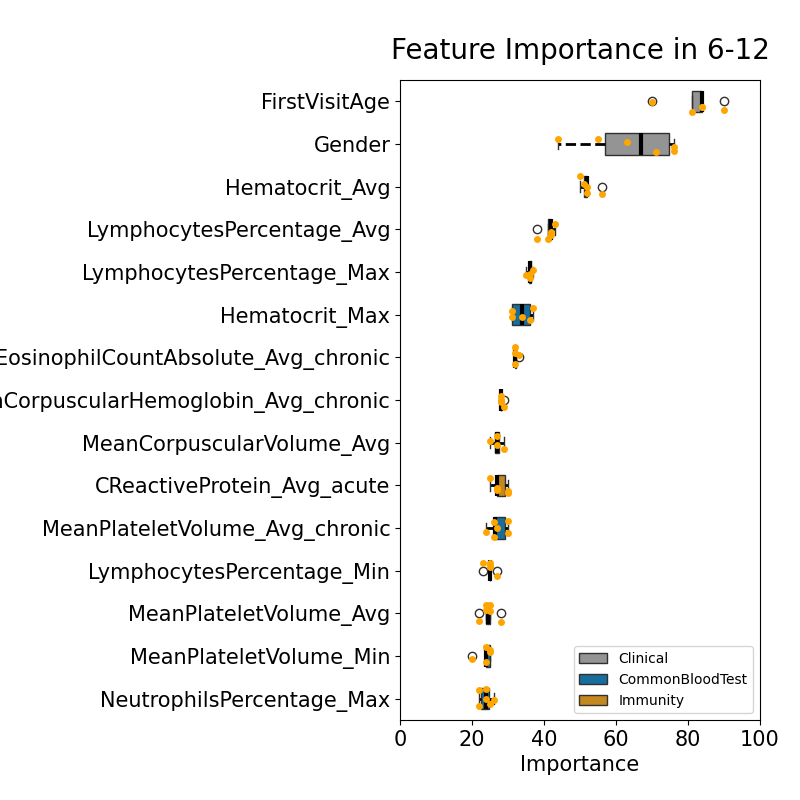 Feature Importance in 6-12
FirstVisitAge
Gender
Hematocrit_Avg
LymphocytesPercentage_Avg
LymphocytesPercentage_Max
Hematocrit_Max
EosinophilCountAbsolute_Avg_chronic
CorpuscularHemoglobin_Avg_chronic
MeanCorpuscularVolume_Avg
CReactiveProtein_Avg_acute
MeanPlateletVolume_Avg_chronic
LymphocytesPercentage_Min
MeanPlateletVolume_Avg
MeanPlateletVolume_Min
NeutrophilsPercentage_Max
Clinical
CommonBloodTest
Immunity
0 20 40 60 80 100
Importance